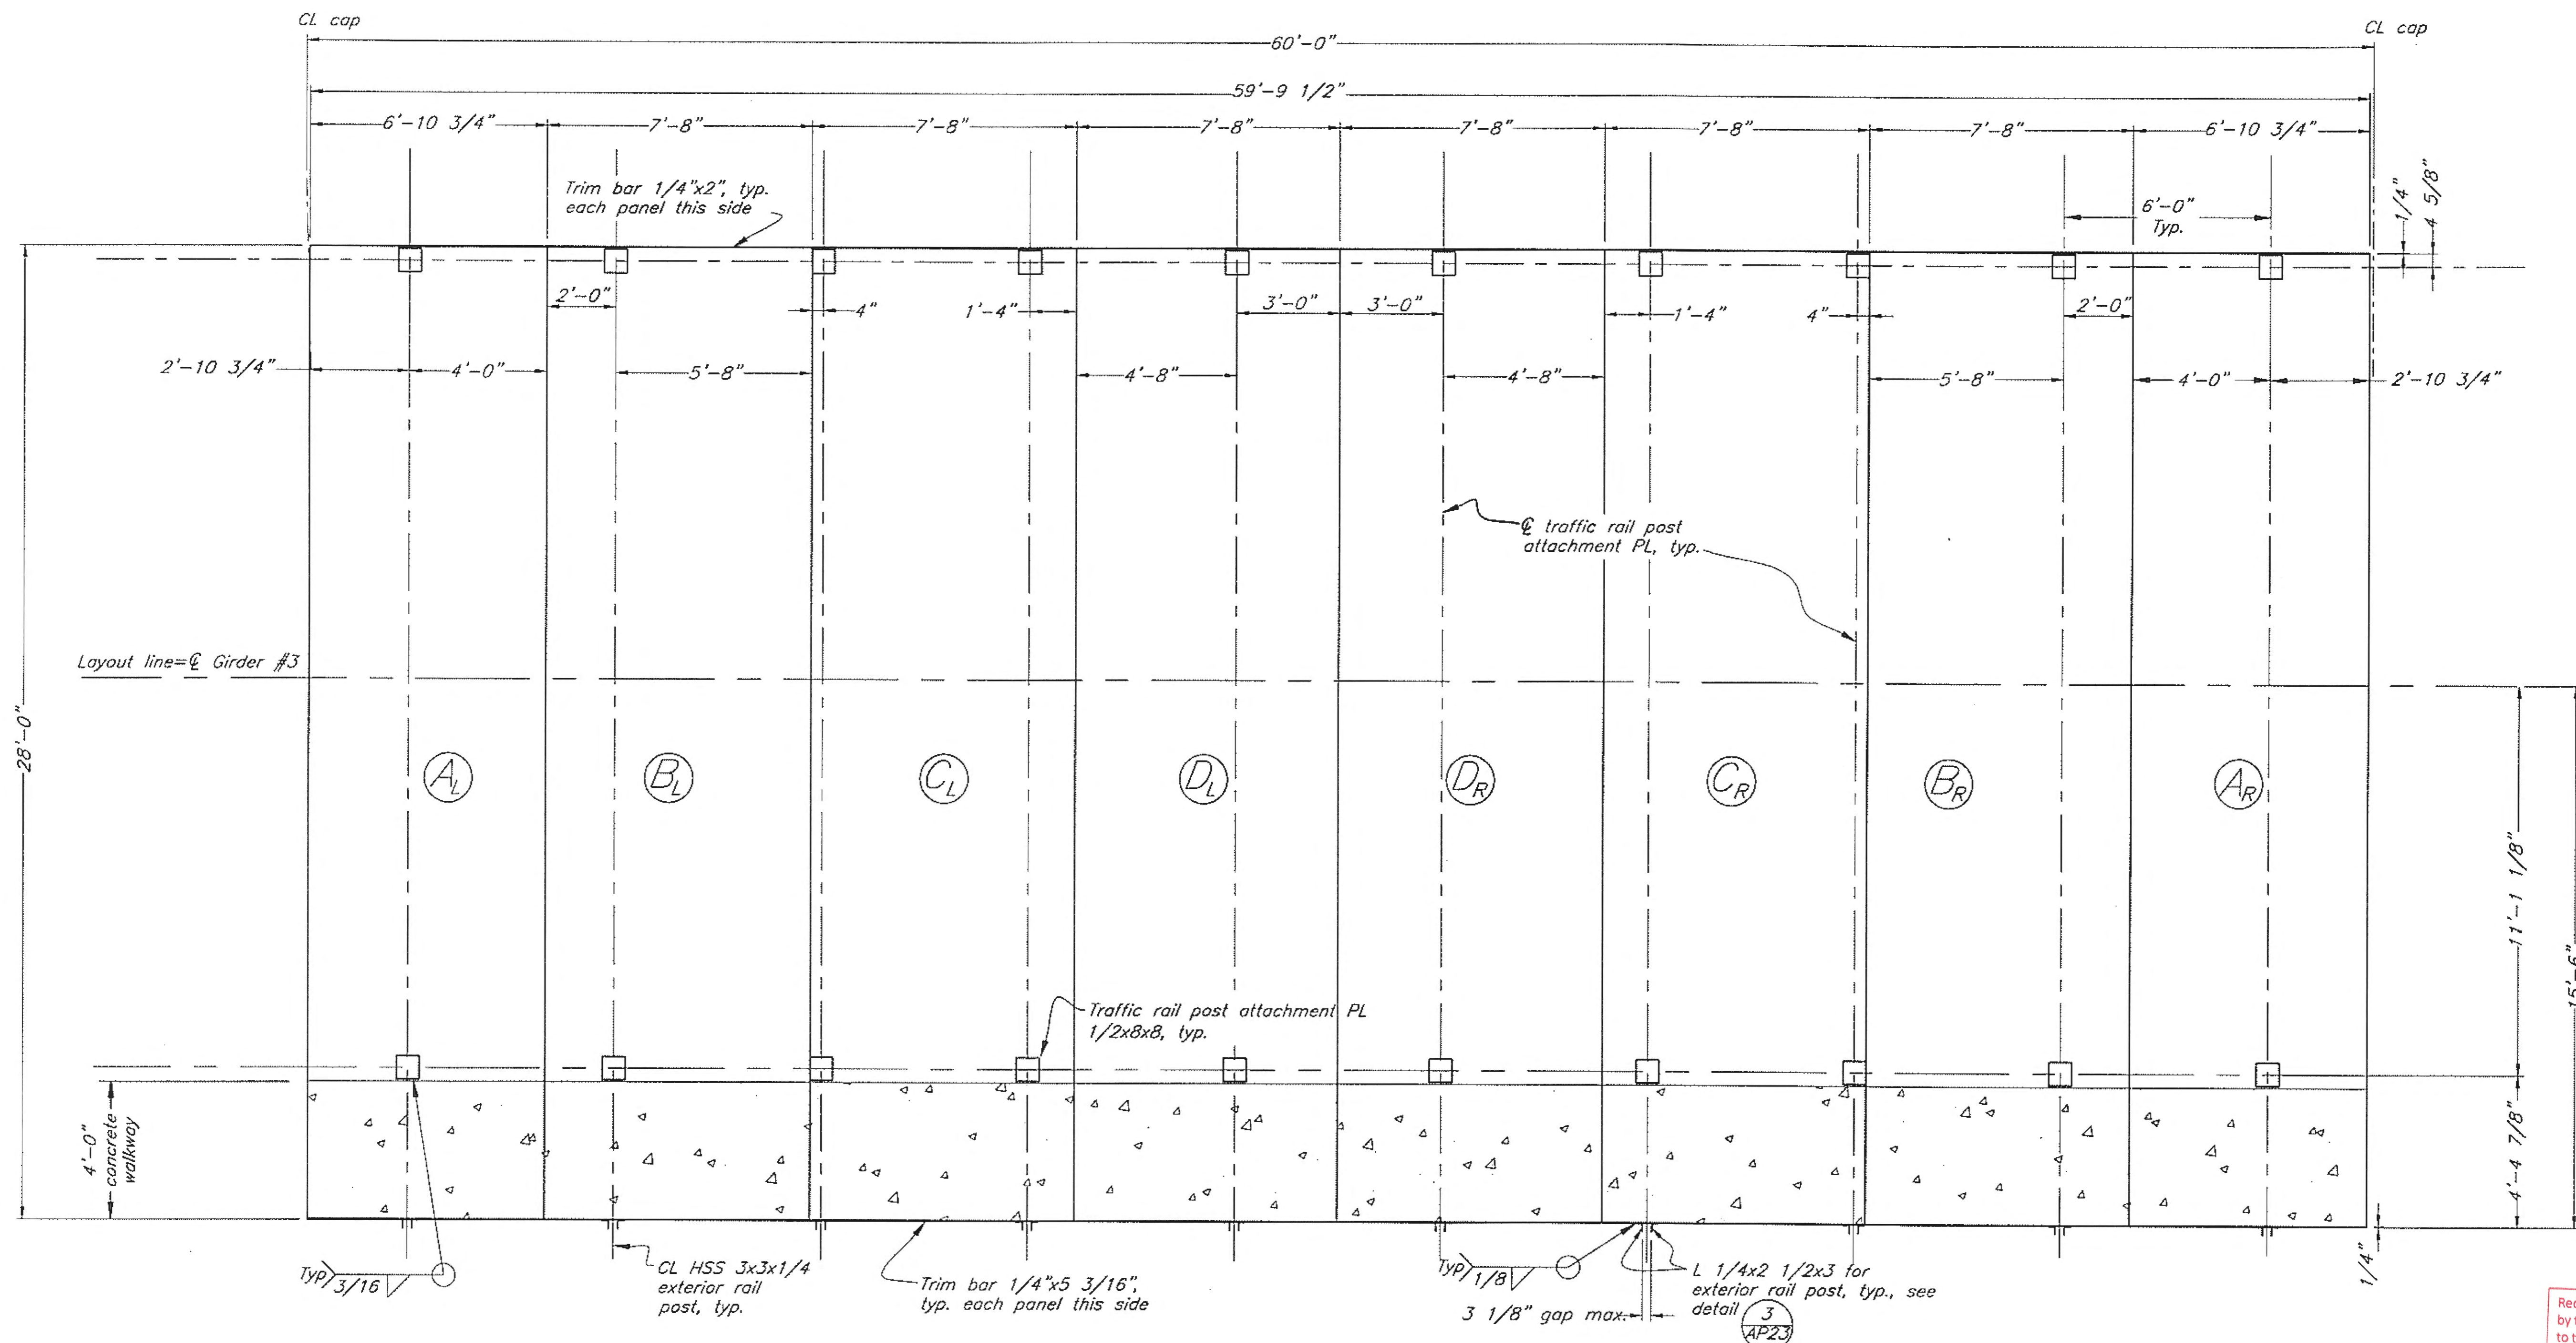 CL cap
CL cap
60'-0"
59'-9 1/2"
6'-10 3/4"
7'-8"
7'-8"
7'-8"
7'-8"
7'-8"
7'-8"
6'-10 3/4"
Trim bar 1/4"x2", typ.
each panel this side
6'-0"
Typ.
1/4"
4 5/8"
2'-0"
4"
1'-4"
3'-0"
3'-0"
1'-4"
4"
2'-0"
2'-10 3/4"
4'-0"
5'-8"
4'-8"
4'-8"
5'-8"
4'-0"
2'-10 3/4"
℄ traffic rail post
attachment PL, typ.
Layout line=℄ Girder #3
28'-0"
AL
BL
CL
DL
DR
CR
BR
AR
11'-1 1/8"
15'-6"
Traffic rail post attachment PL
1/2x8x8, typ.
4'-0"
concrete
walkway
4'-4 7/8"
1/4"
Typ
3/16
CL HSS 3x3x1/4
exterior rail
post, typ.
Trim bar 1/4"x5 3/16",
typ. each panel this side
Typ
1/8
3 1/8" gap max.
L 1/4x2 1/2x3 for
exterior rail post, typ., see
detail
3
AP23
Rec
by t
to t